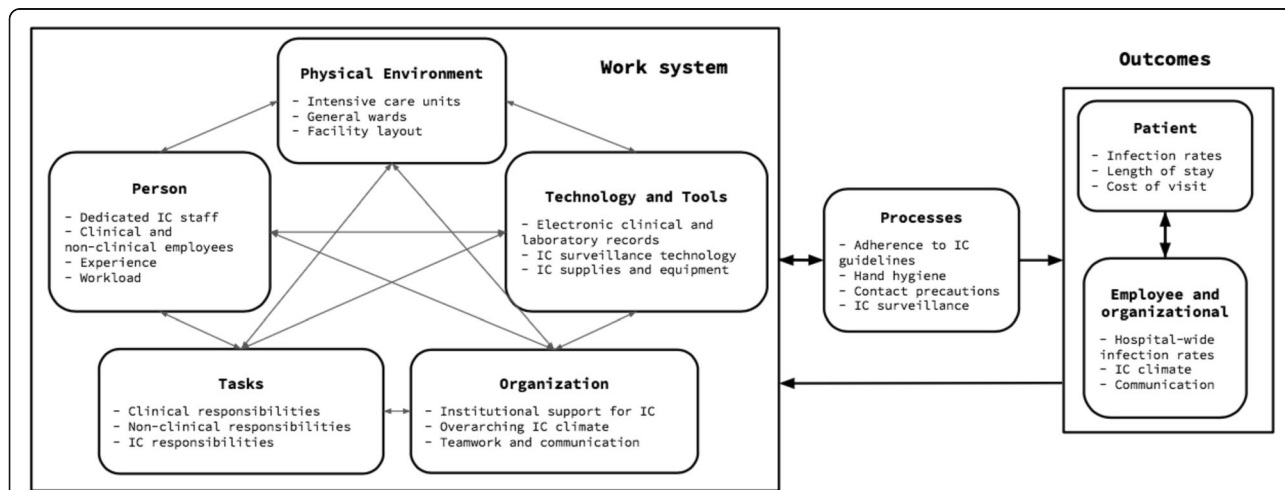 Work system
Physical Environment
- Intensive care units
- General wards
- Facility layout
Person
- Dedicated IC staff
- Clinical and
non-clinical employees
- Experience
- Workload
Technology and Tools
- Electronic clinical and
laboratory records
- IC surveillance technology
- IC supplies and equipment
Tasks
- Clinical responsibilities
- Non-clinical responsibilities
- IC responsibilities
Organization
- Institutional support for IC
- Overarching IC climate
- Teamwork and communication
Processes
- Adherence to IC
guidelines
- Hand hygiene
- Contact precautions
- IC surveillance
Outcomes
Patient
- Infection rates
- Length of stay
- Cost of visit
Employee and
organizational
- Hospital-wide
infection rates
- IC climate
- Communication